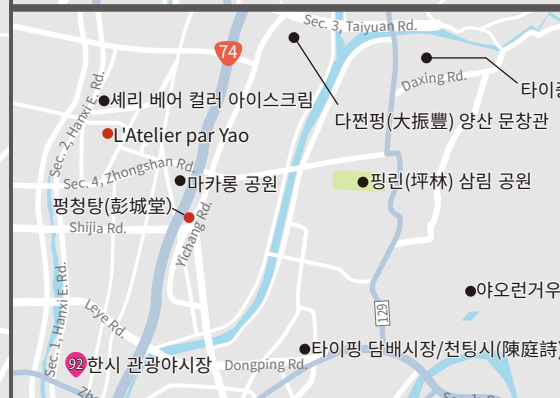 Sec. 3, Taiyuan Rd.
74
Daxing Rd.
타이중
셰리 베어 컬러 아이스크림
다쩐펑(大振豐) 양산 문창관
L'Atelier par Yao
Sec. 2, Hanxi E. Rd.
Sec. 4, Zhongshan Rd.
마카롱 공원
핑린(坪林) 삼림 공원
펑청탕(彭城堂)
Shijia Rd.
Yichang Rd.
야오런거우
Sec. 1, Hanxi E. Rd.
Leye Rd.
129
타이핑 담배시장/천팅시(陳庭詩)
92
한시 관광야시장
Dongping Rd.